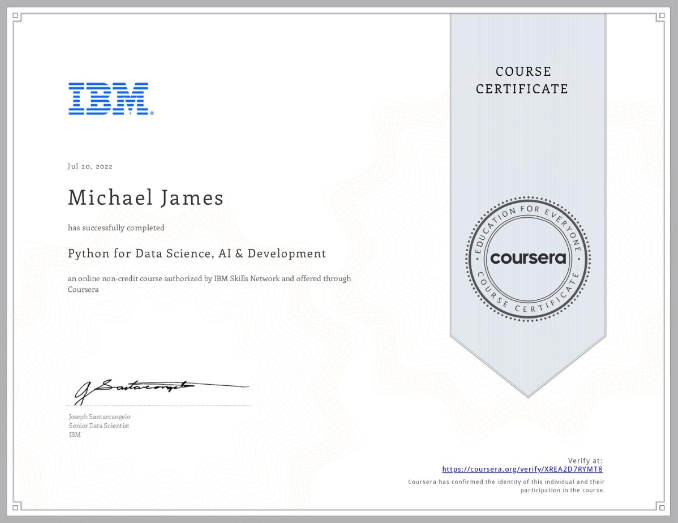 COURSE
CERTIFICATE
IBM®
Jul 20, 2022
Michael James
has successfully completed
Python for Data Science, AI & Development
an online non-credit course authorized by IBM Skills Network and offered through
Coursera
EDUCATION FOR EVERYONE
coursera
COURSE CERTIFICATE
Joseph Santarcangelo
Senior Data Scientist
IBM
Verify at:
https://coursera.org/verify/XREA2D7RYMT8
Coursera has confirmed the identity of this individual and their
participation in the course.